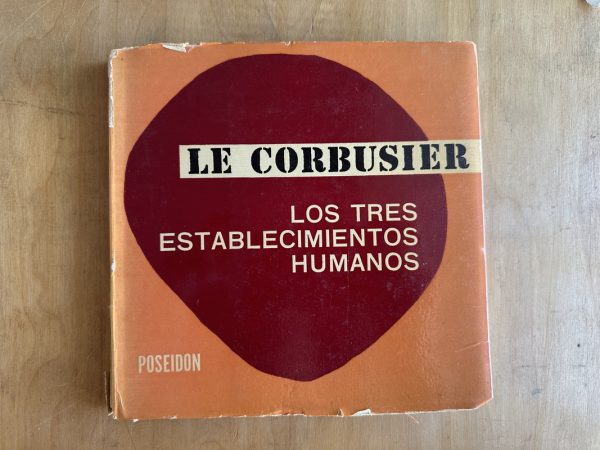 LE CORBUSIER
LOS TRES
ESTABLECIMIENTOS
HUMANOS
POSEIDON